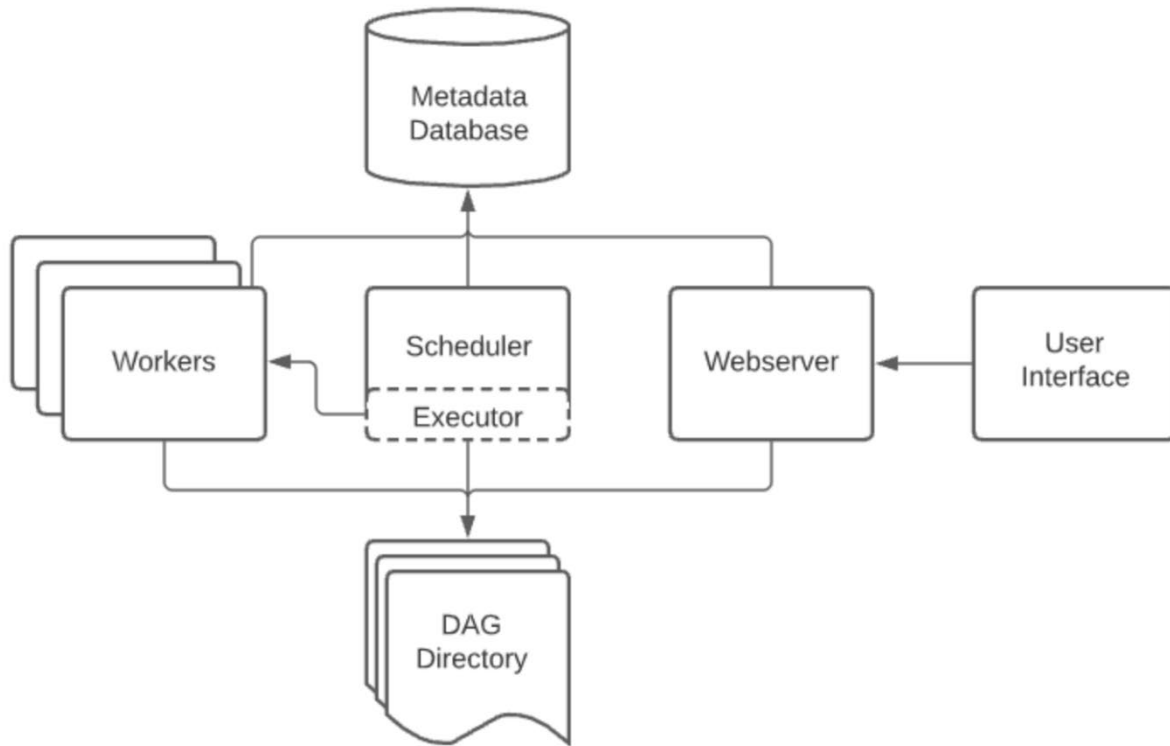 Metadata
Database
Workers
Scheduler
Executor
Webserver
User
Interface
DAG
Directory